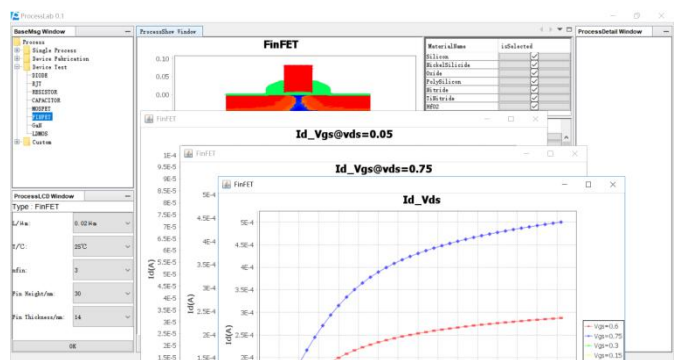 ProcessLab 0.1
BaseMsg Window
Process
Single Process
Device Fabrication
Device Test
DIODE
BJT
RESISTOR
CAPACITOR
MOSFET
FINFET
GaN
LDMOS
Custom
ProcessLCD Window
Type : FinFET
L/㎛:
0.02㎛
T/C:
25℃
nfin:
3
Fin Height/nm:
30
Fin Thickness/nm:
14
OK
ProcessShow Window
FinFET
0.10
0.05
0.00
MaterialName
isSelected
Silicon
NickelSilicide
Oxide
PolySilicon
Nitride
TiNitride
HfO2
ProcessDetail Window
FinFET
Id_Vgs@vds=0.05
1E-4
9.5E-5
9E-5
8.5E-5
8E-5
7.5E-5
7E-5
6.5E-5
6E-5
5.5E-5
5E-5
4.5E-5
4E-5
3.5E-5
3E-5
2.5E-5
2E-5
1.5E-5
Id(A)
FinFET
Id_Vgs@vds=0.75
5E-4
4.5E-4
4E-4
3.5E-4
3E-4
2.5E-4
2E-4
1.5E-4
Id(A)
FinFET
Id_Vds
5E-4
4.5E-4
4E-4
3.5E-4
3E-4
2.5E-4
2E-4
Id(A)
Vgs=0.6
Vgs=0.75
Vgs=0.3
Vgs=0.15